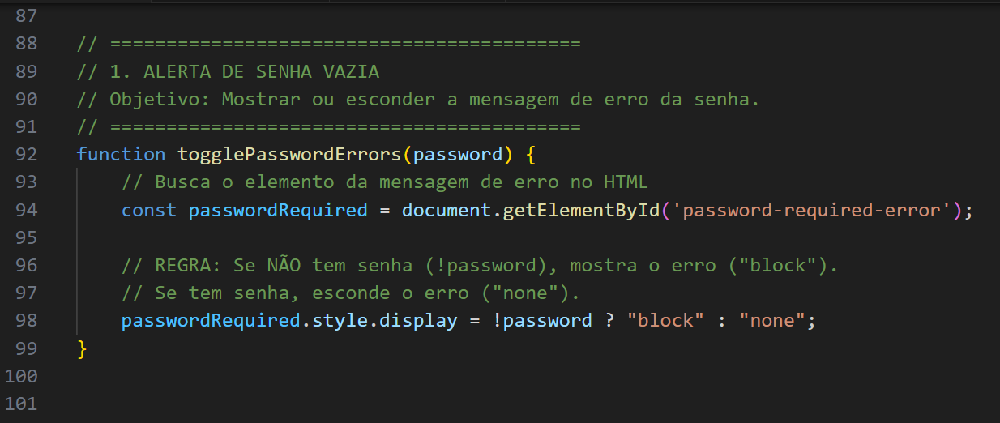 87
88 // ==========================================
89 // 1. ALERTA DE SENHA VAZIA
90 // Objetivo: Mostrar ou esconder a mensagem de erro da senha.
91 // ==========================================
92 function togglePasswordErrors(password) {
93 // Busca o elemento da mensagem de erro no HTML
94 const passwordRequired = document.getElementById('password-required-error');
95
96 // REGRA: Se NÃO tem senha (!password), mostra o erro ("block").
97 // Se tem senha, esconde o erro ("none").
98 passwordRequired.style.display = !password ? "block" : "none";
99 }
100
101